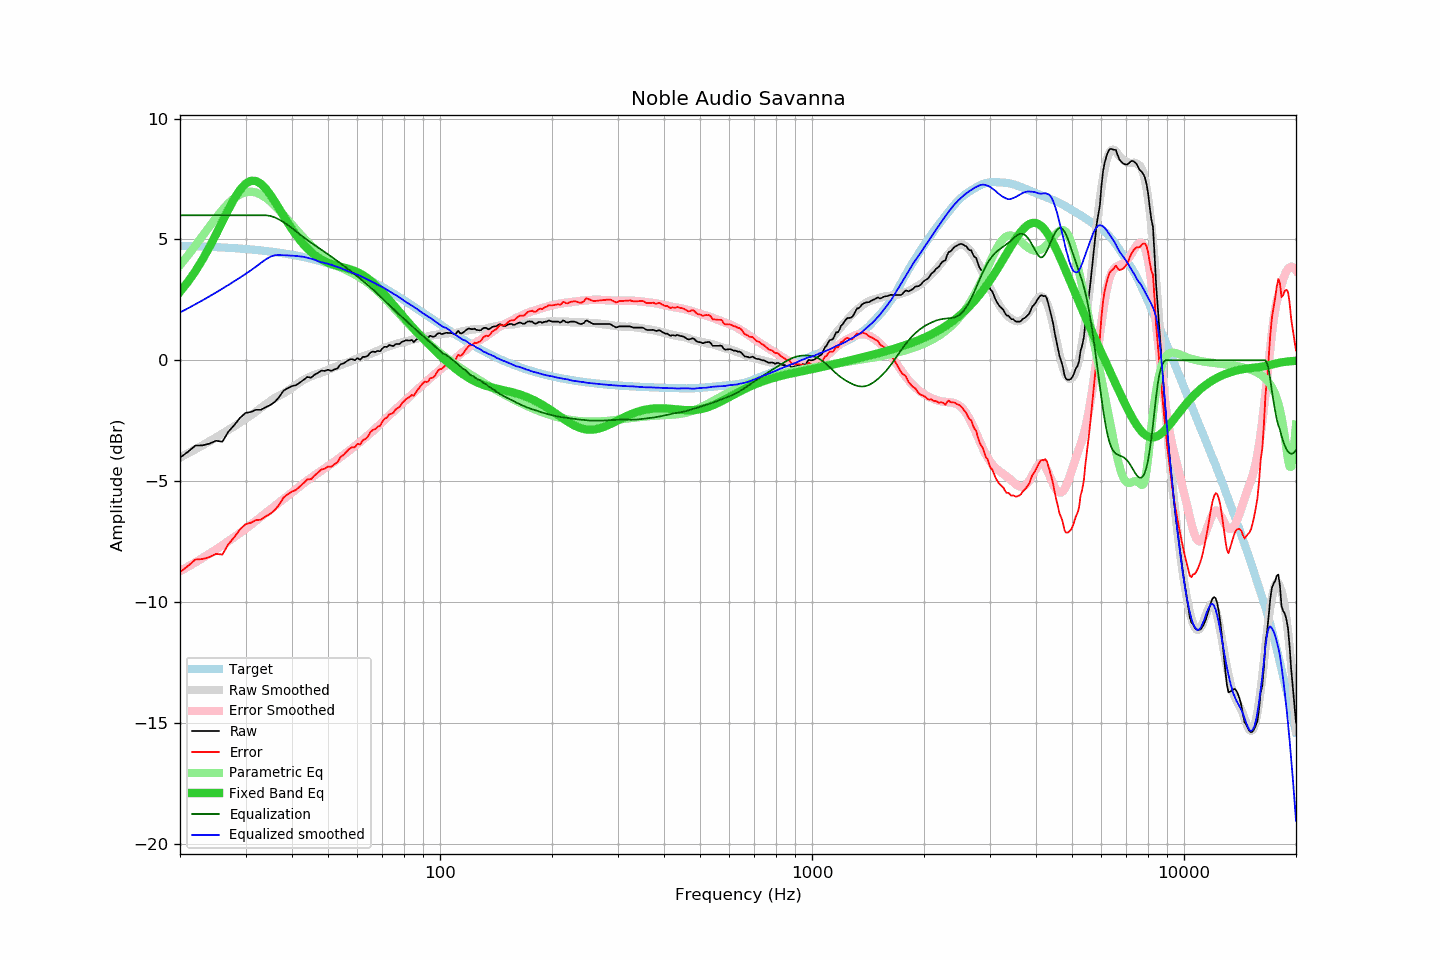 Noble Audio Savanna
10
5
0
−5
−10
−15
−20
Amplitude (dBr)
Target
Raw Smoothed
Error Smoothed
Raw
Error
Parametric Eq
Fixed Band Eq
Equalization
Equalized smoothed
100
1000
10000
Frequency (Hz)